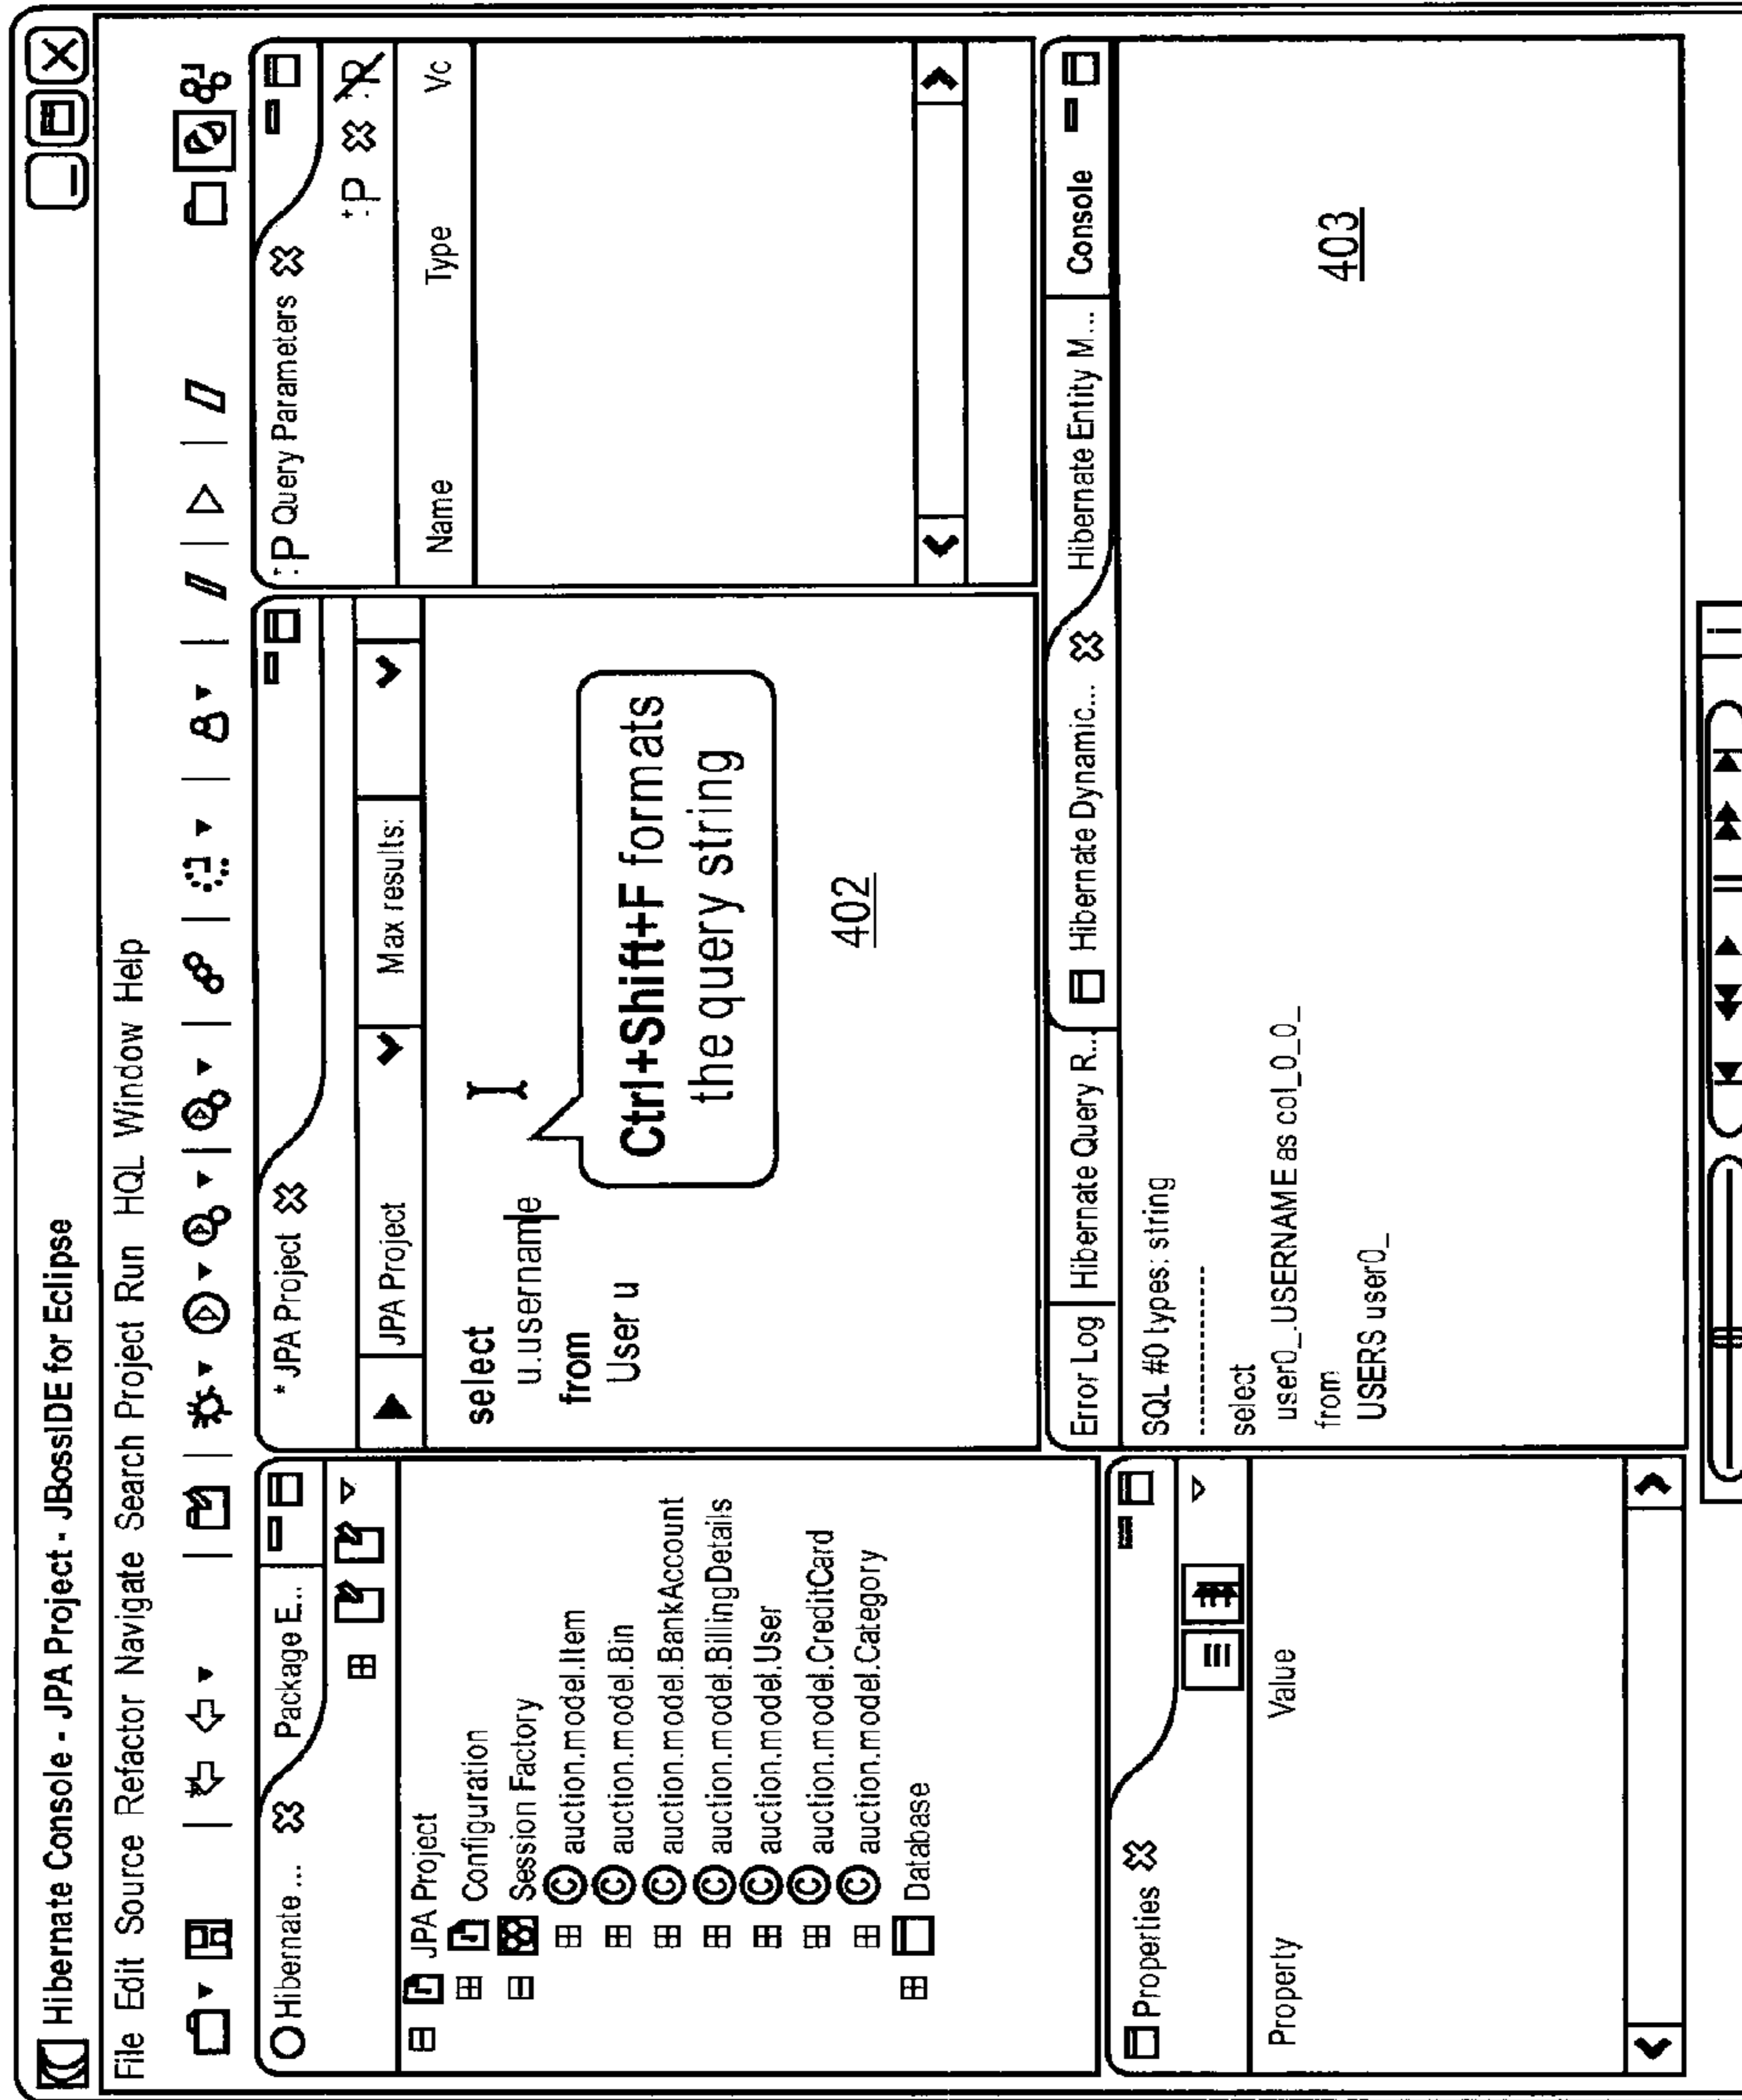 Hibernate Console - JPA Project - JBossIDE for Eclipse
File Edit Source Refactor Navigate Search Project Run HQL Window Help
Hibernate ...
Package E...
JPA Project
Configuration
Session Factory
auction.model.Item
auction.model.Bin
auction.model.BankAccount
auction.model.BillingDetails
auction.model.User
auction.model.CreditCard
auction.model.Category
Database
Properties
Property Value
* JPA Project
JPA Project Max results:
select
u.username
from
User u
Ctrl+Shift+F formats
the query string
402
:P Query Parameters
:P :R
Name Type Vc
Error Log Hibernate Query R... Hibernate Dynamic... Hibernate Entity M... Console
SQL #0 types: string
--------------------
select
user0_.USERNAME as col_0_0_
from
USERS user0_
403